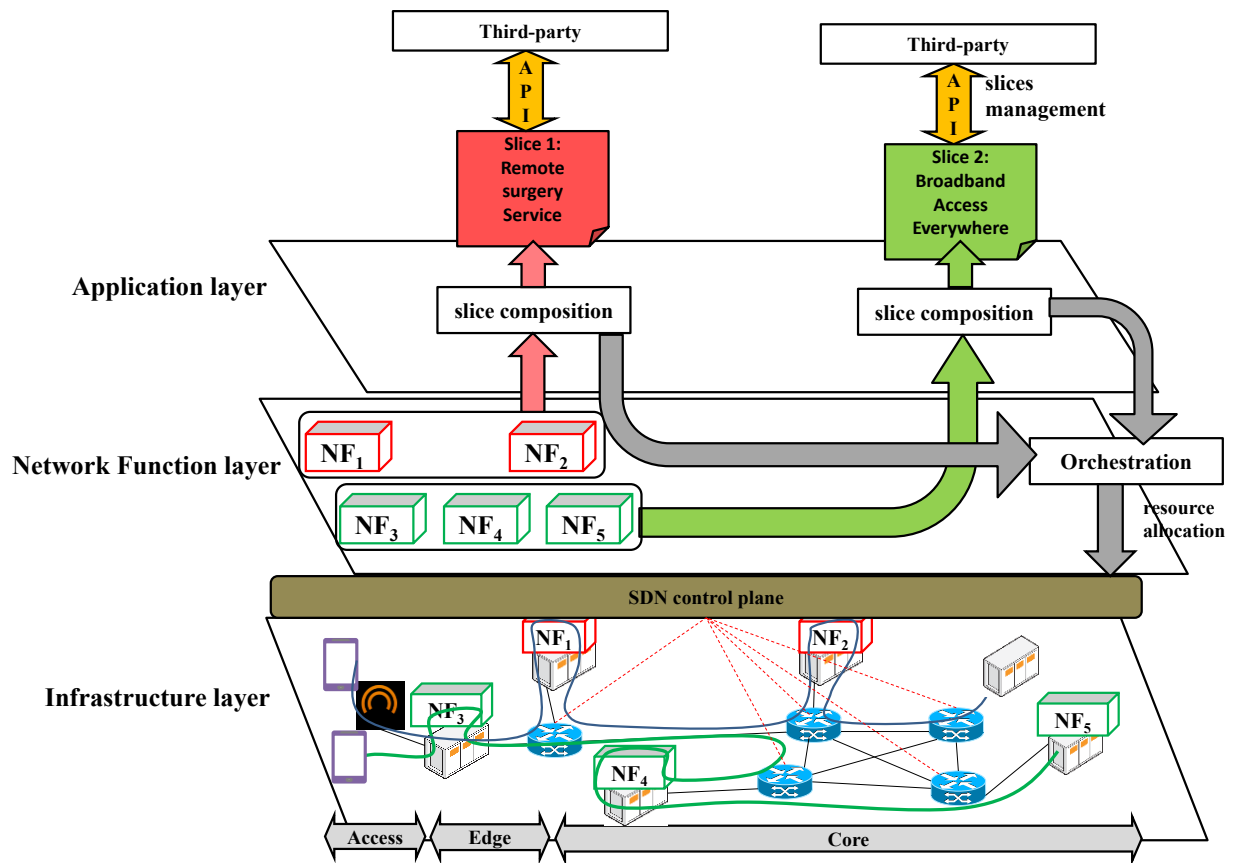 Third-party
Third-party
A
P
I
A
P
I
slices
management
Slice 1:
Remote
surgery
Service
Slice 2:
Broadband
Access
Everywhere
Application layer
slice composition
slice composition
Network Function layer
NF₁
NF₂
Orchestration
NF₃
NF₄
NF₅
resource
allocation
SDN control plane
NF₁
NF₂
Infrastructure layer
NF₃
NF₅
NF₄
Access
Edge
Core